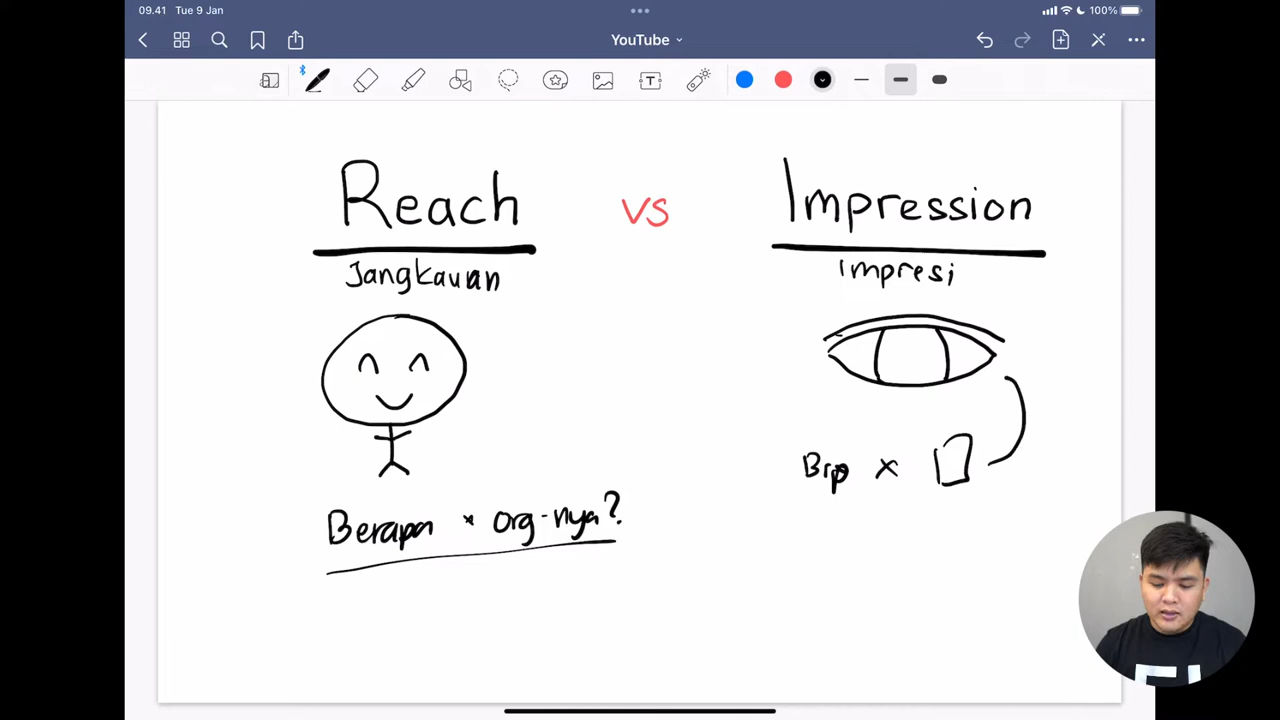 09.41 Tue 9 Jan
100%
YouTube
T
Reach vs Impression
Jangkauan
Impresi
Brp x
Berapa x org-nya?